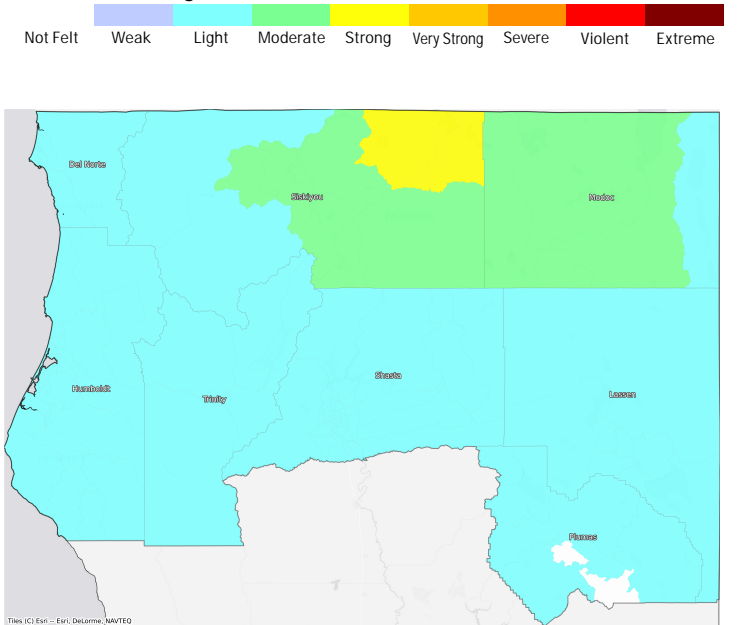 Not Felt Weak Light Moderate Strong Very Strong Severe Violent Extreme
Del Norte
Siskiyou
Modoc
Shasta
Humboldt
Trinity
Lassen
Plumas
Tiles (C) Esri -- Esri, DeLorme, NAVTEQ